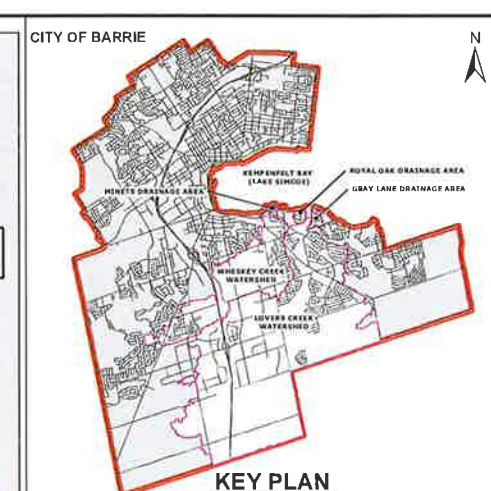 CITY OF BARRIE
N
KEMPENFELT BAY
(LAKE SIMCOE)
ROYAL OAK DRAINAGE AREA
MINETS DRAINAGE AREA
GRAY LANE DRAINAGE AREA
WHISKEY CREEK
WATERSHED
LOVERS CREEK
WATERSHED
KEY PLAN